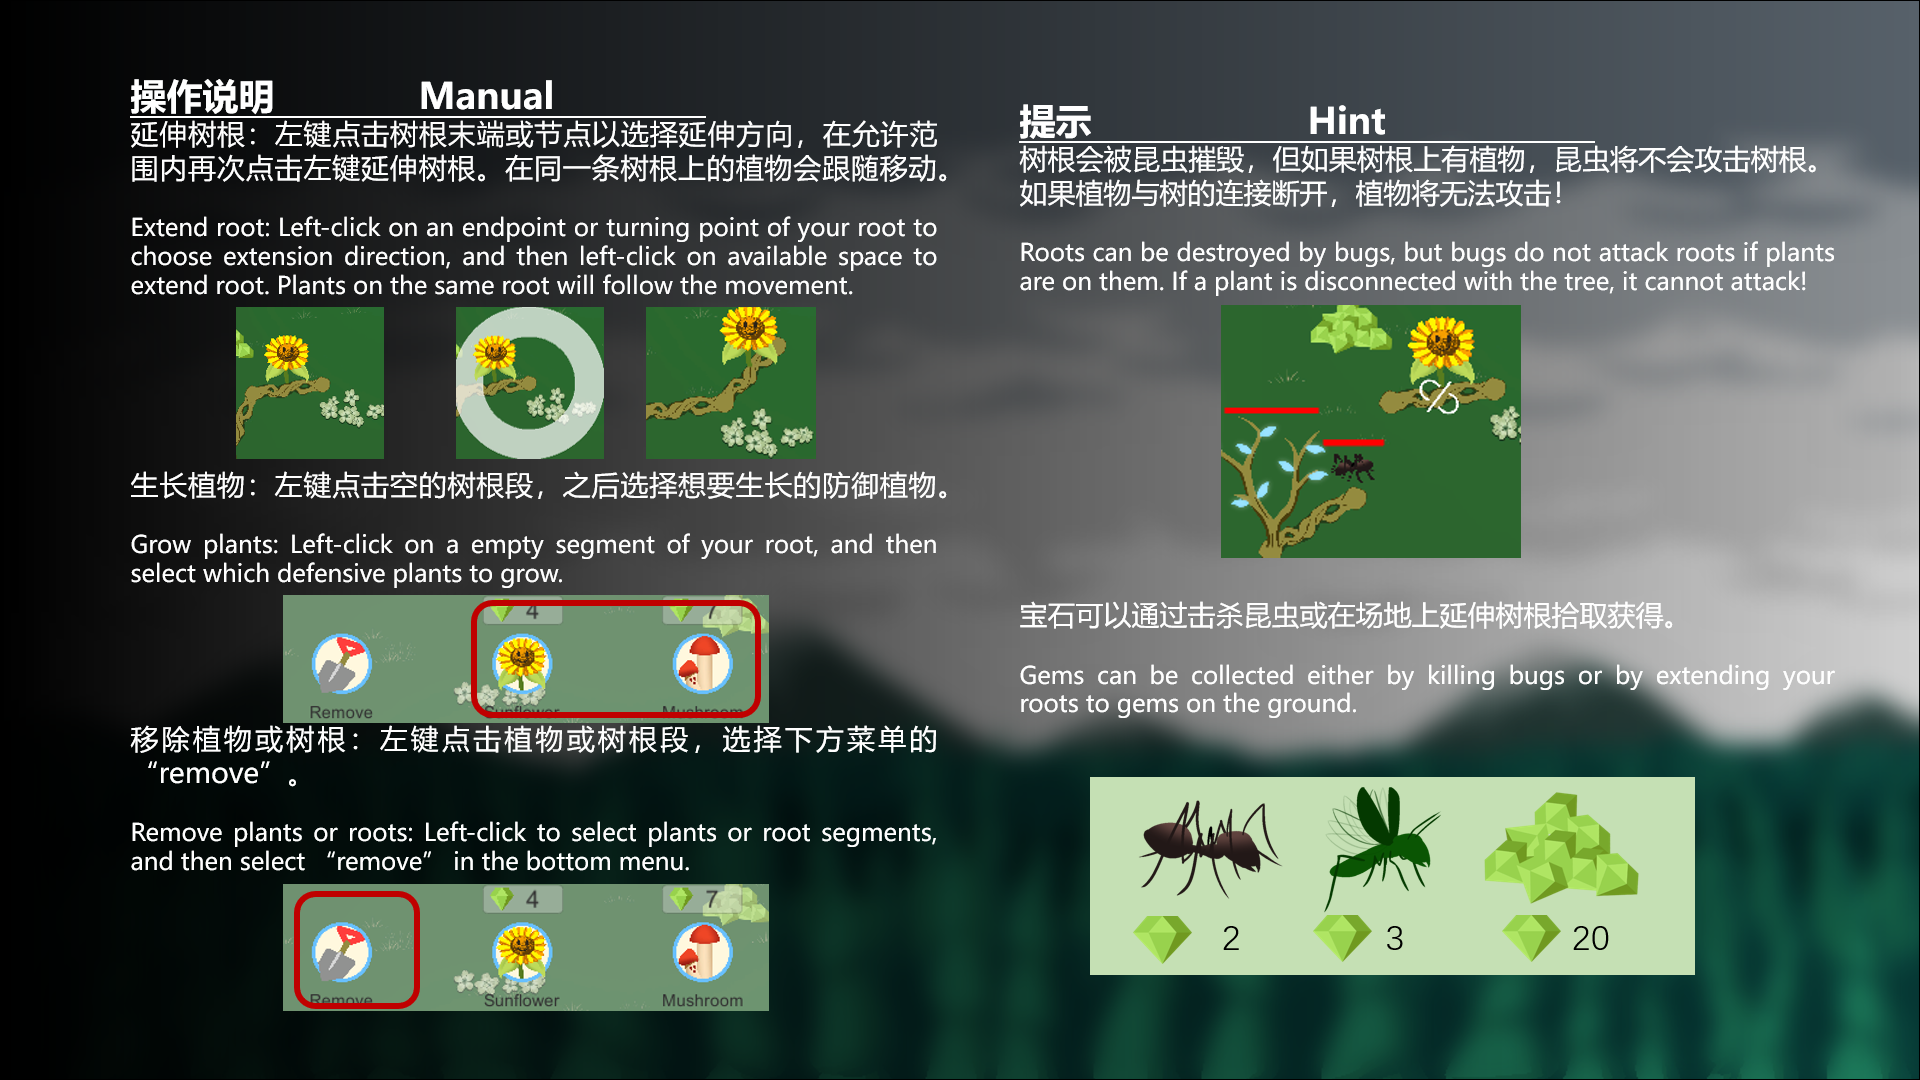 操作说明 Manual
延伸树根：左键点击树根末端或节点以选择延伸方向，在允许范
围内再次点击左键延伸树根。在同一条树根上的植物会跟随移动。
Extend root: Left-click on an endpoint or turning point of your root to
choose extension direction, and then left-click on available space to
extend root. Plants on the same root will follow the movement.
生长植物：左键点击空的树根段，之后选择想要生长的防御植物。
Grow plants: Left-click on a empty segment of your root, and then
select which defensive plants to grow.
4 7
Remove Sunflower Mushroom
移除植物或树根：左键点击植物或树根段，选择下方菜单的
“remove”。
Remove plants or roots: Left-click to select plants or root segments,
and then select “remove” in the bottom menu.
4 7
Remove Sunflower Mushroom
提示 Hint
树根会被昆虫摧毁，但如果树根上有植物，昆虫将不会攻击树根。
如果植物与树的连接断开，植物将无法攻击！
Roots can be destroyed by bugs, but bugs do not attack roots if plants
are on them. If a plant is disconnected with the tree, it cannot attack!
宝石可以通过击杀昆虫或在场地上延伸树根拾取获得。
Gems can be collected either by killing bugs or by extending your
roots to gems on the ground.
2 3 20